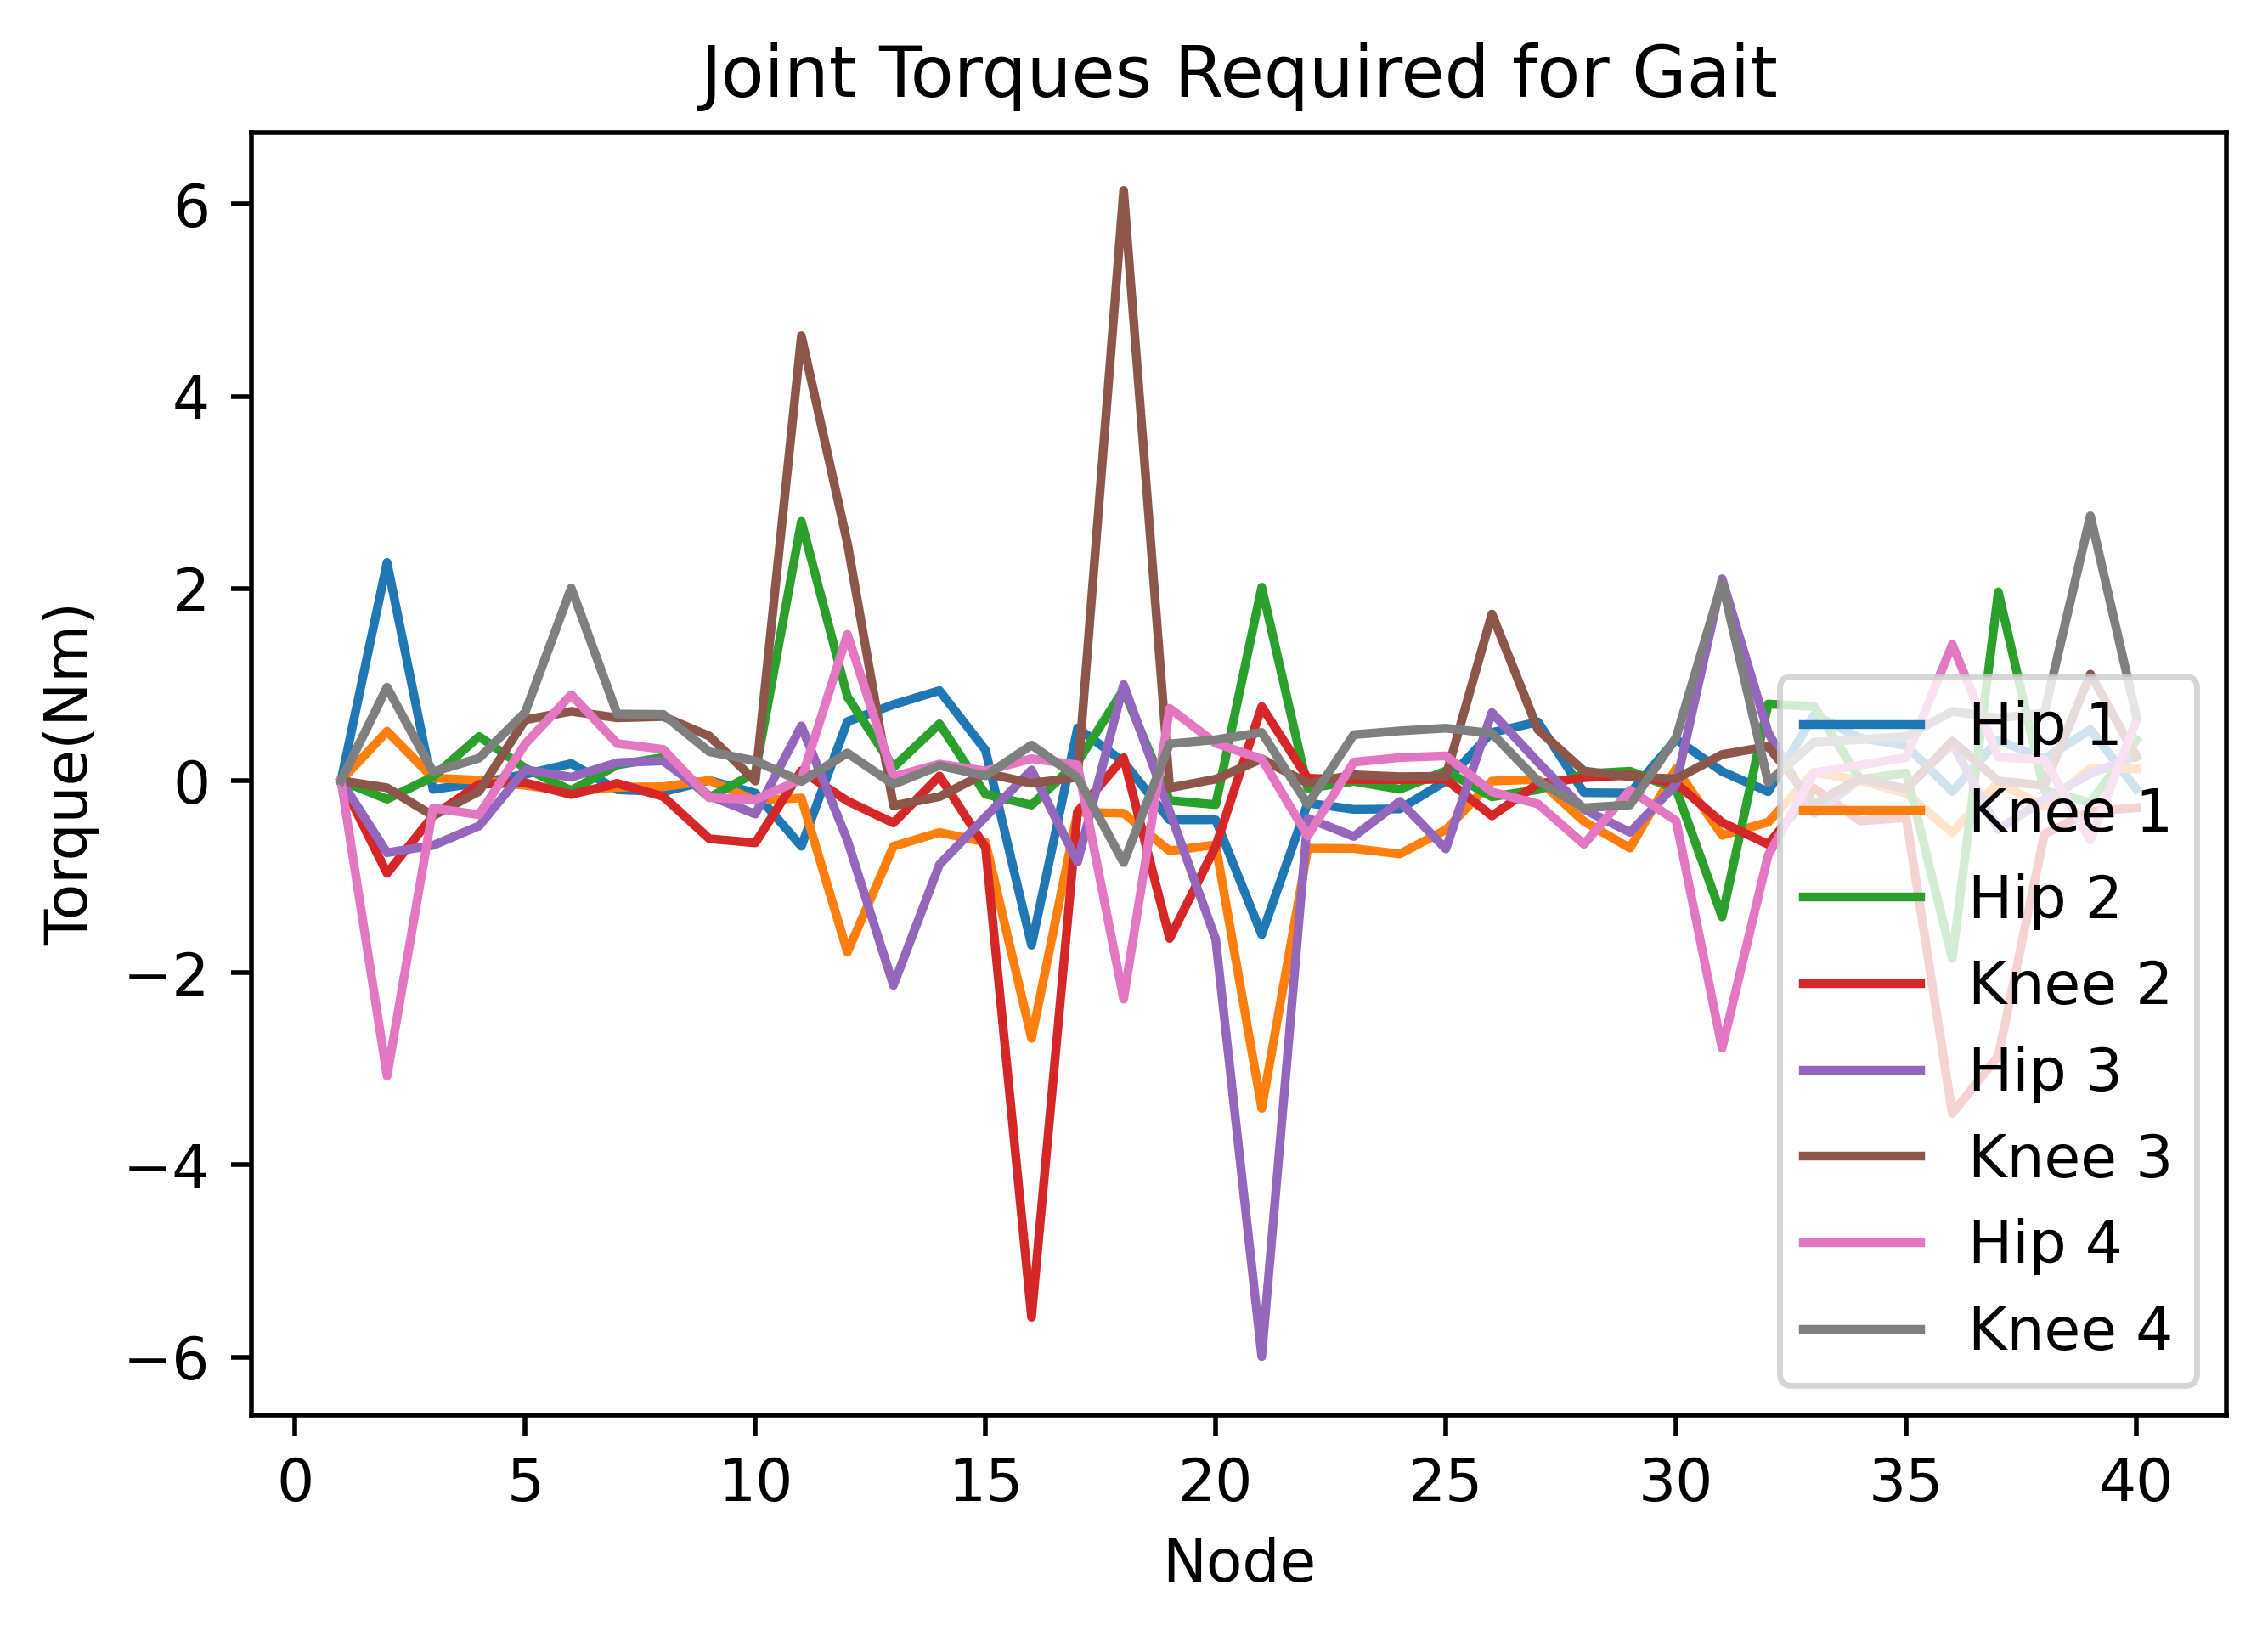 Joint Torques Required for Gait
Torque(Nm)
6
4
2
0
−2
−4
−6
Hip 1
Knee 1
Hip 2
Knee 2
Hip 3
Knee 3
Hip 4
Knee 4
0 5 10 15 20 25 30 35 40
Node